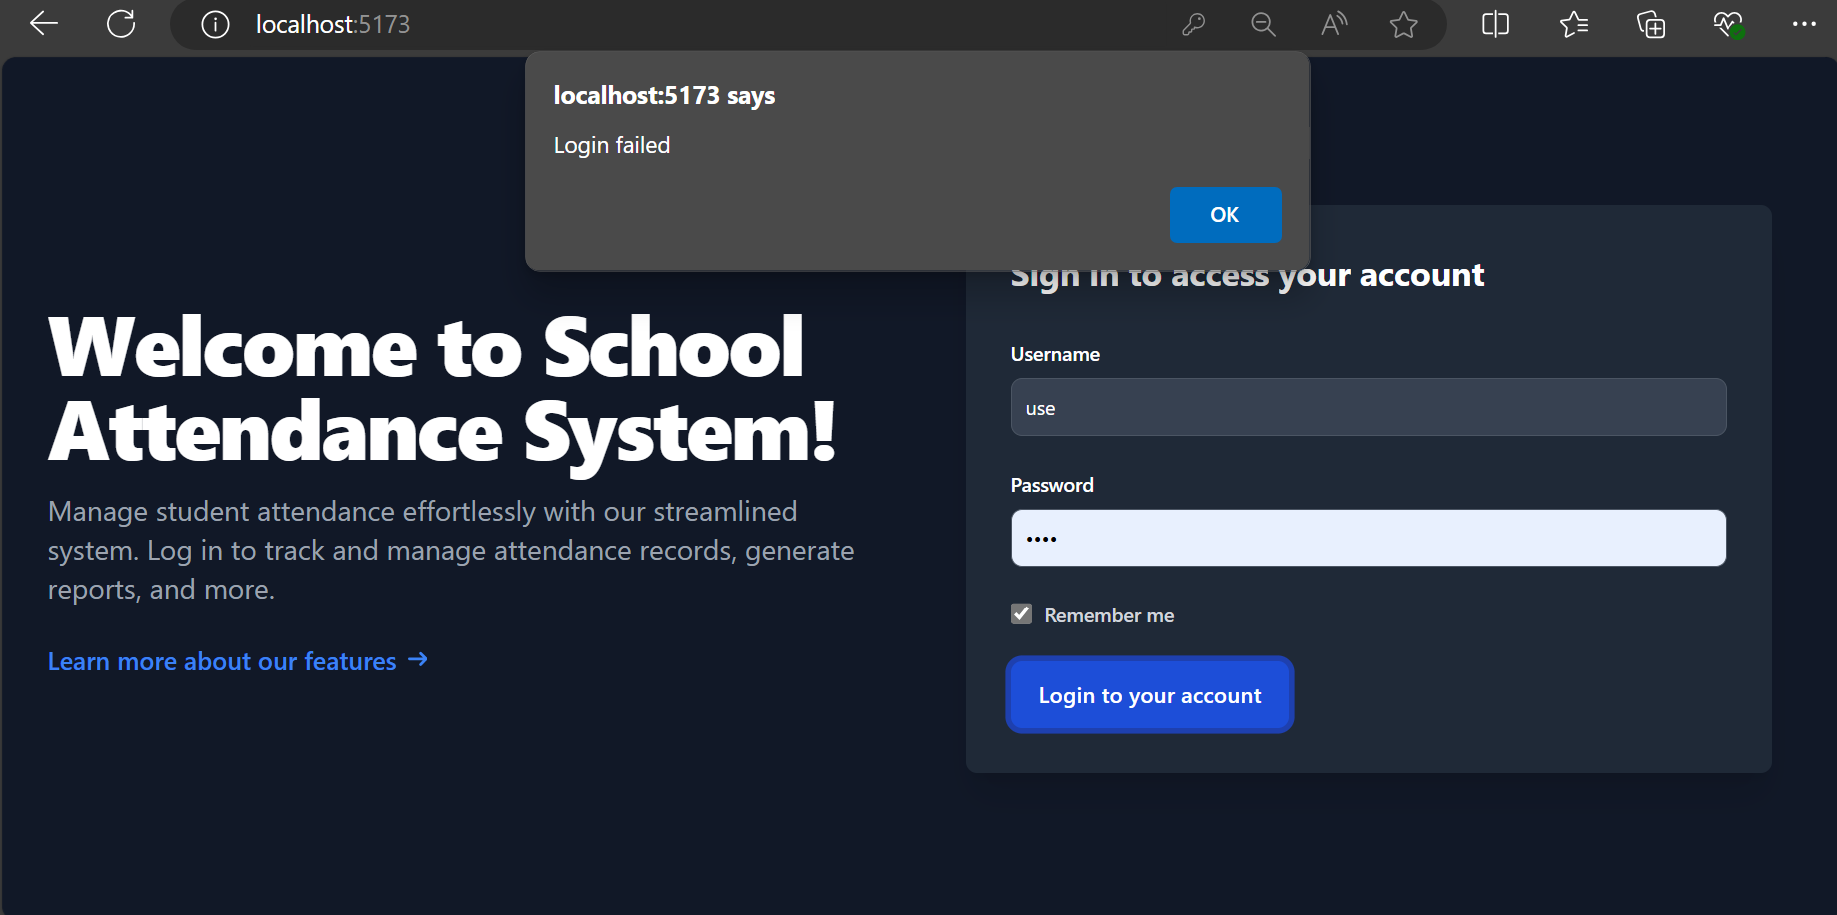 localhost:5173
localhost:5173 says
Login failed
OK
Welcome to School
Attendance System!
Manage student attendance effortlessly with our streamlined
system. Log in to track and manage attendance records, generate
reports, and more.
Learn more about our features →
Sign in to access your account
Username
use
Password
••••
Remember me
Login to your account